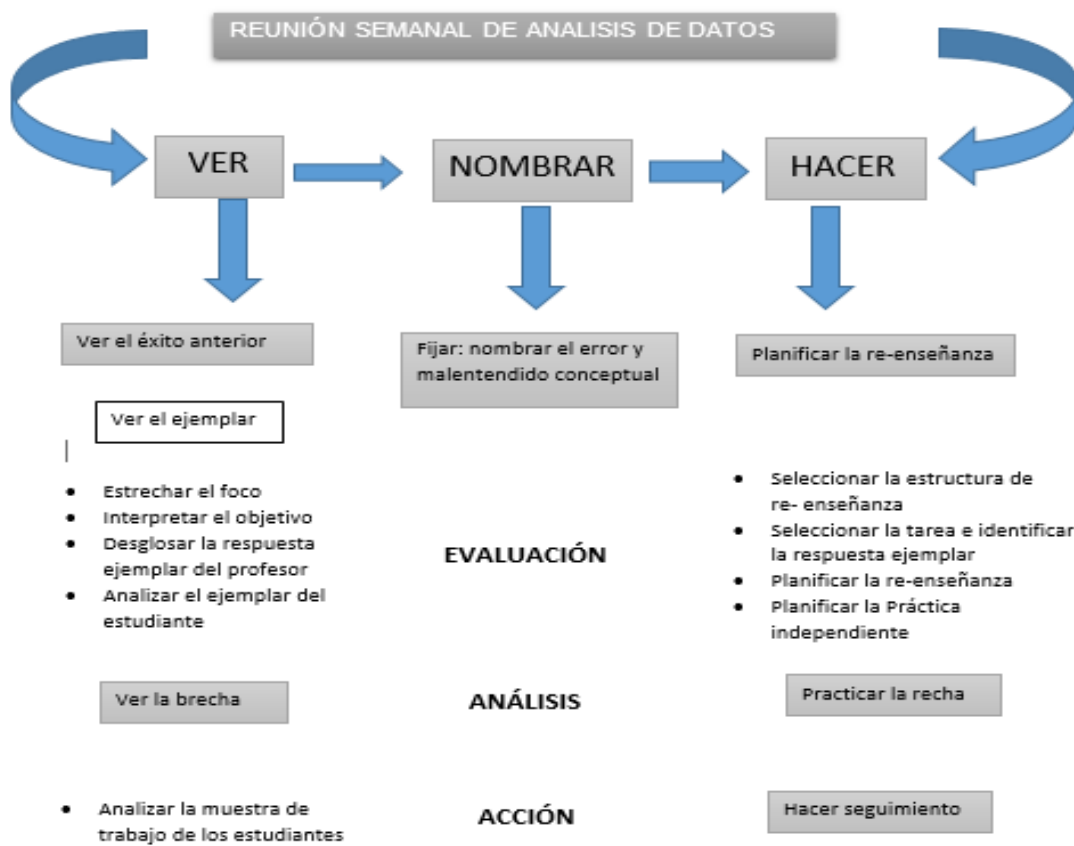 REUNIÓN SEMANAL DE ANALISIS DE DATOS
VER
NOMBRAR
HACER
Ver el éxito anterior
Fijar: nombrar el error y
malentendido conceptual
Planificar la re-enseñanza
Ver el ejemplar
• Estrechar el foco
• Interpretar el objetivo
• Desglosar la respuesta
ejemplar del profesor
• Analizar el ejemplar del
estudiante
EVALUACIÓN
• Seleccionar la estructura de
re- enseñanza
• Seleccionar la tarea e identificar
la respuesta ejemplar
• Planificar la re-enseñanza
• Planificar la Práctica
independiente
Ver la brecha
ANÁLISIS
Practicar la recha
• Analizar la muestra de
trabajo de los estudiantes
ACCIÓN
Hacer seguimiento